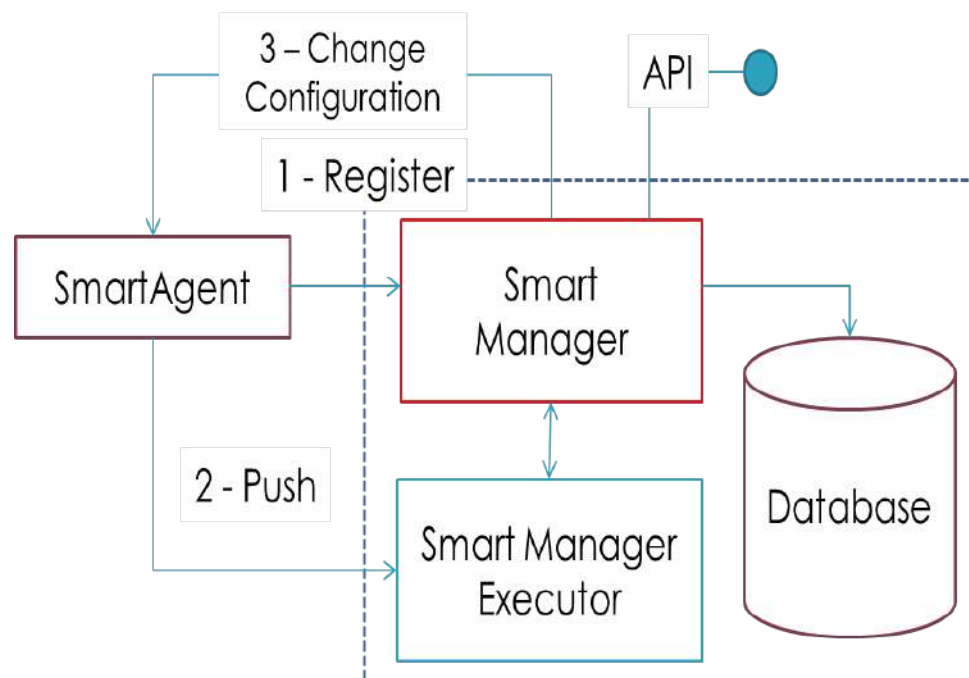 3 – Change
Configuration
API
1 - Register
SmartAgent
Smart
Manager
2 - Push
Smart Manager
Executor
Database